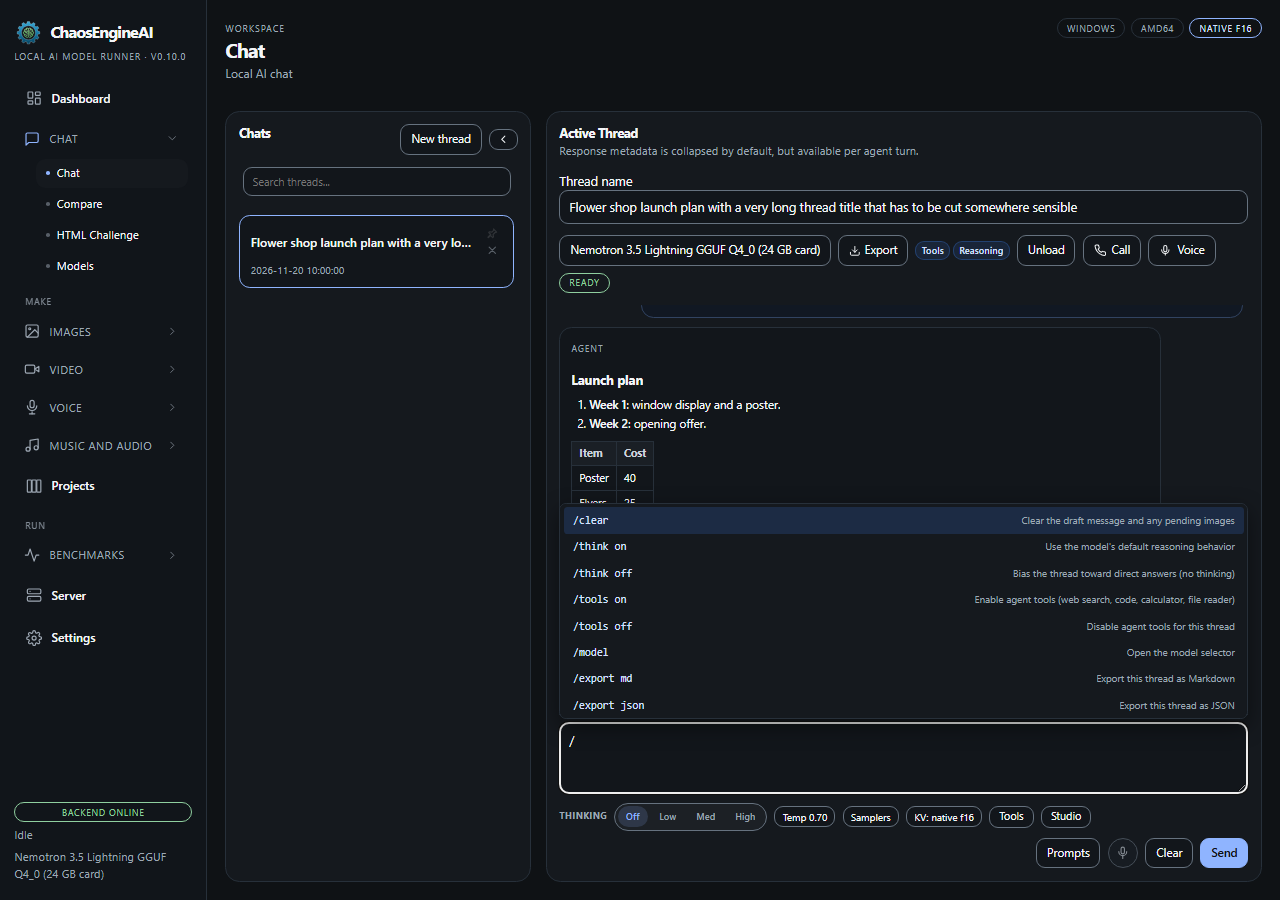 ChaosEngineAI
LOCAL AI MODEL RUNNER · V0.10.0
Dashboard
CHAT
Chat
Compare
HTML Challenge
Models
MAKE
IMAGES
VIDEO
VOICE
MUSIC AND AUDIO
Projects
RUN
BENCHMARKS
Server
Settings
BACKEND ONLINE
Idle
Nemotron 3.5 Lightning GGUF
Q4_0 (24 GB card)
WORKSPACE
Chat
Local AI chat
WINDOWS
AMD64
NATIVE F16
Chats
New thread
Search threads...
Flower shop launch plan with a very lo...
2026-11-20 10:00:00
Active Thread
Response metadata is collapsed by default, but available per agent turn.
Thread name
Flower shop launch plan with a very long thread title that has to be cut somewhere sensible
Nemotron 3.5 Lightning GGUF Q4_0 (24 GB card)
Export
Tools
Reasoning
Unload
Call
Voice
READY
AGENT
Launch plan
1. Week 1: window display and a poster.
2. Week 2: opening offer.
Item Cost
Poster 40
Flyers 25
/clear Clear the draft message and any pending images
/think on Use the model's default reasoning behavior
/think off Bias the thread toward direct answers (no thinking)
/tools on Enable agent tools (web search, code, calculator, file reader)
/tools off Disable agent tools for this thread
/model Open the model selector
/export md Export this thread as Markdown
/export json Export this thread as JSON
/
THINKING
Off
Low
Med
High
Temp 0.70
Samplers
KV: native f16
Tools
Studio
Prompts
Clear
Send